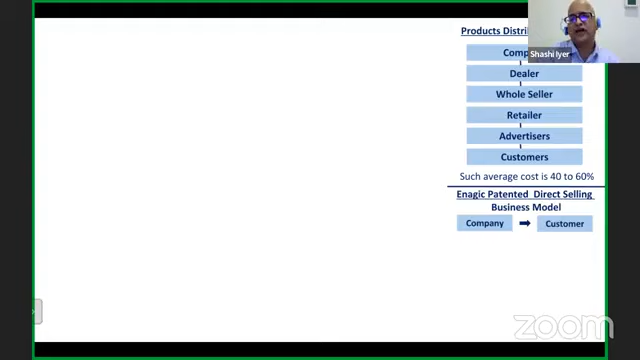 Products Distri
Shashi Iyer
Comp
Dealer
Whole Seller
Retailer
Advertisers
Customers
Such average cost is 40 to 60%
Enagic Patented Direct Selling
Business Model
Company
Customer
zoom